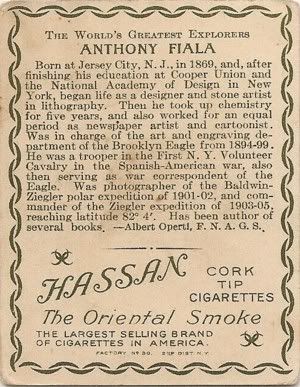 THE WORLD'S GREATEST EXPLORERS
ANTHONY FIALA
Born at Jersey City, N. J., in 1869, and, after
finishing his education at Cooper Union and
the National Academy of Design in New
York, began life as a designer and stone artist
in lithography. Then he took up chemistry
for five years, and also worked for an equal
period as newspaper artist and cartoonist.
Was in charge of the art and engraving de-
partment of the Brooklyn Eagle from 1894-99.
He was a trooper in the First N. Y. Volunteer
Cavalry in the Spanish-American war, also
then serving as war correspondent of the
Eagle. Was photographer of the Baldwin-
Ziegler polar expedition of 1901-02, and com-
mander of the Ziegler expedition of 1903-05,
reaching latitude 82° 4'. Has been author of
several books. —Albert Operti, F. N. A. G. S.
HASSAN
CORK
TIP
CIGARETTES
The Oriental Smoke
THE LARGEST SELLING BRAND
OF CIGARETTES IN AMERICA.
FACTORY No 30. 2ND DIST. N.Y.